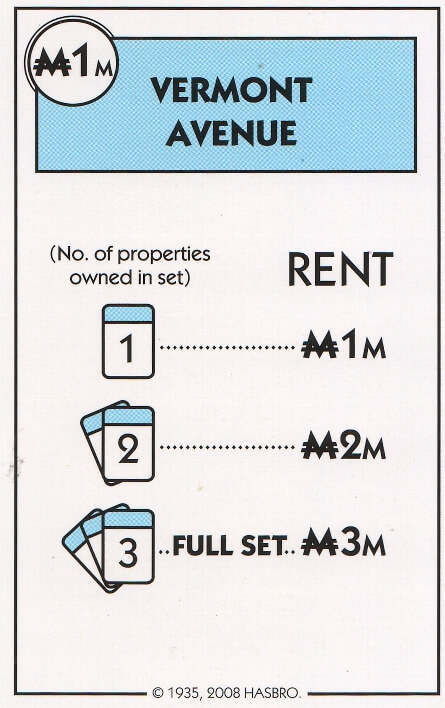 ₩1M
VERMONT
AVENUE
(No. of properties
owned in set)
RENT
1 ₩1M
2 ₩2M
3 ..FULL SET.. ₩3M
© 1935, 2008 HASBRO.